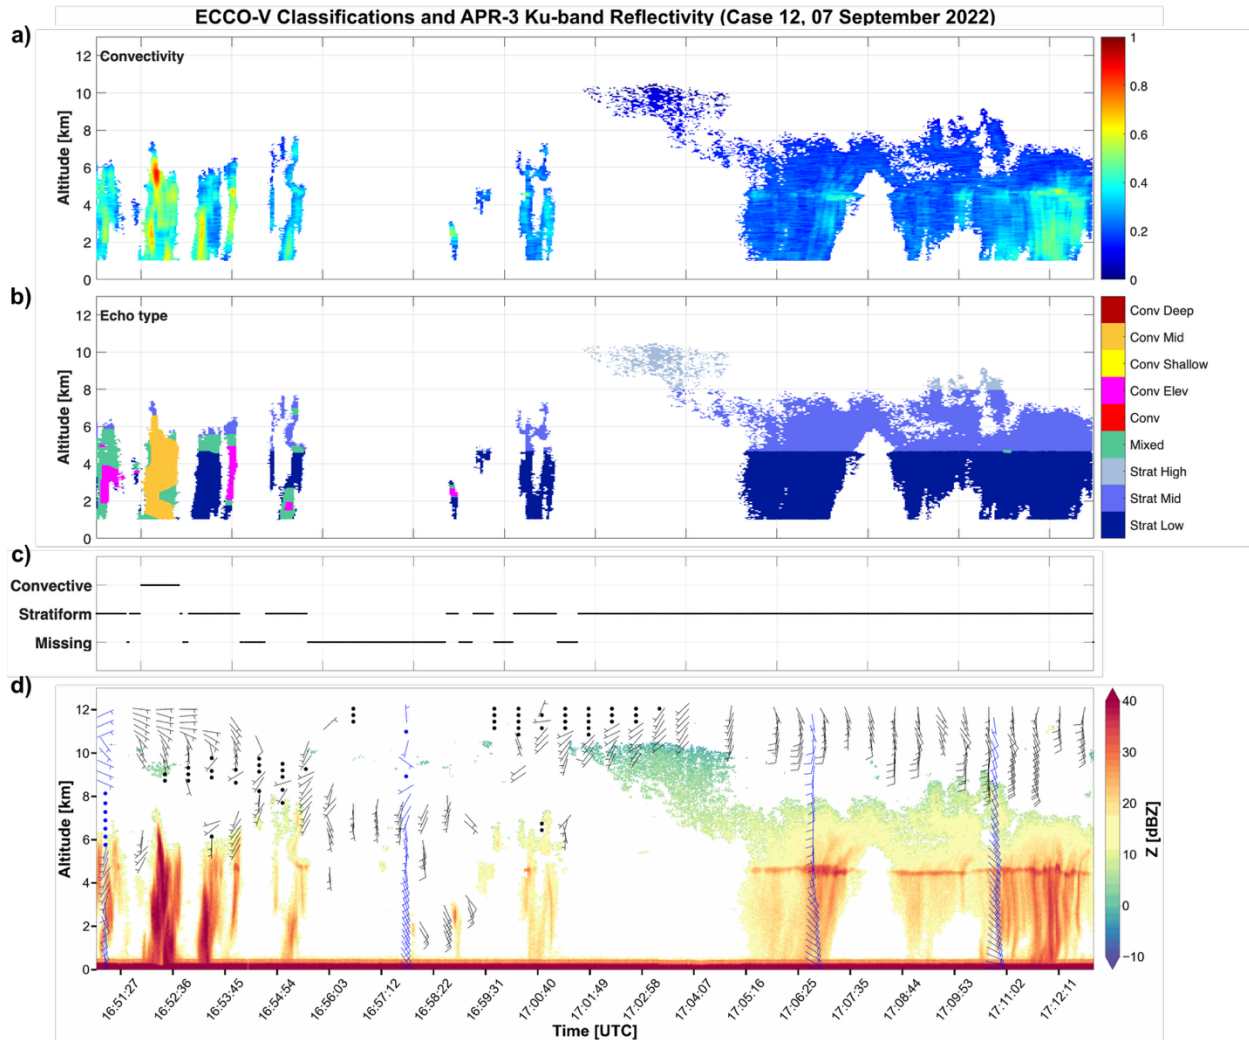 ECCO-V Classifications and APR-3 Ku-band Reflectivity (Case 12, 07 September 2022)
a)
Convectivity
Altitude [km]
12
10
8
6
4
2
0
1
0.8
0.6
0.4
0.2
0
b)
Echo type
Altitude [km]
12
10
8
6
4
2
0
Conv Deep
Conv Mid
Conv Shallow
Conv Elev
Conv
Mixed
Strat High
Strat Mid
Strat Low
c)
Convective
Stratiform
Missing
d)
Altitude [km]
12
10
8
6
4
2
0
40
30
20
10
0
−10
Z [dBZ]
16:51:27
16:52:36
16:53:45
16:54:54
16:56:03
16:57:12
16:58:22
16:59:31
17:00:40
17:01:49
17:02:58
17:04:07
17:05:16
17:06:25
17:07:35
17:08:44
17:09:53
17:11:02
17:12:11
Time [UTC]